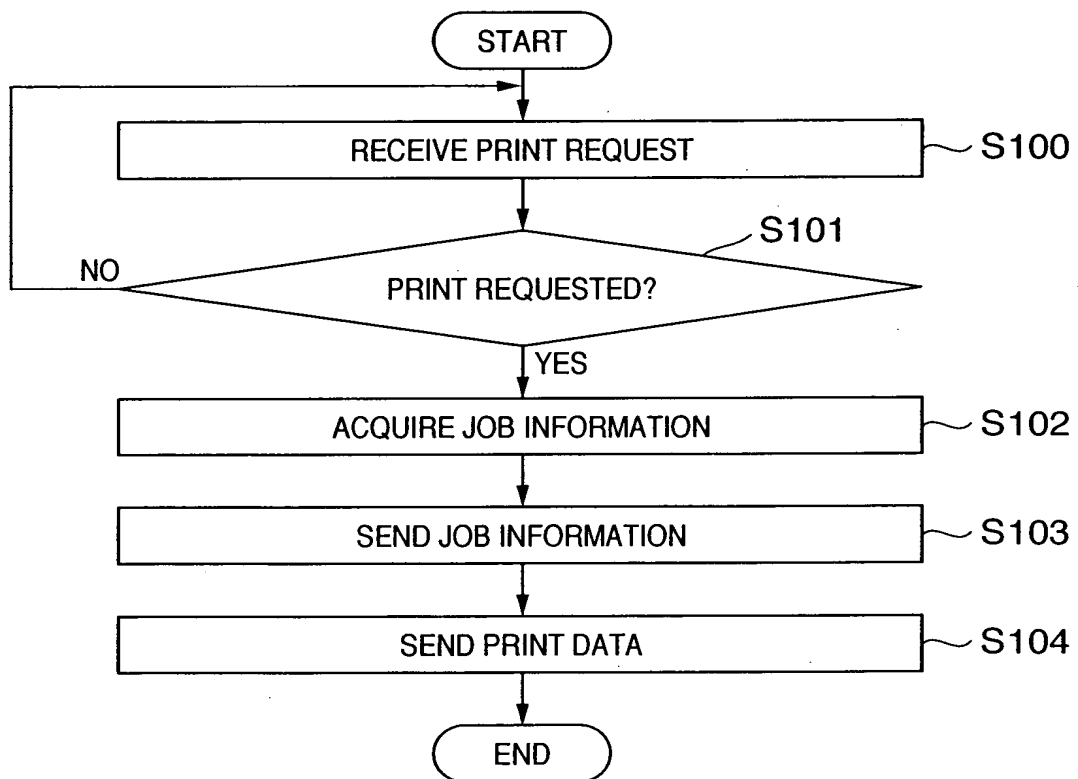 START
RECEIVE PRINT REQUEST
S100
S101
NO
PRINT REQUESTED?
YES
ACQUIRE JOB INFORMATION
S102
SEND JOB INFORMATION
S103
SEND PRINT DATA
S104
END